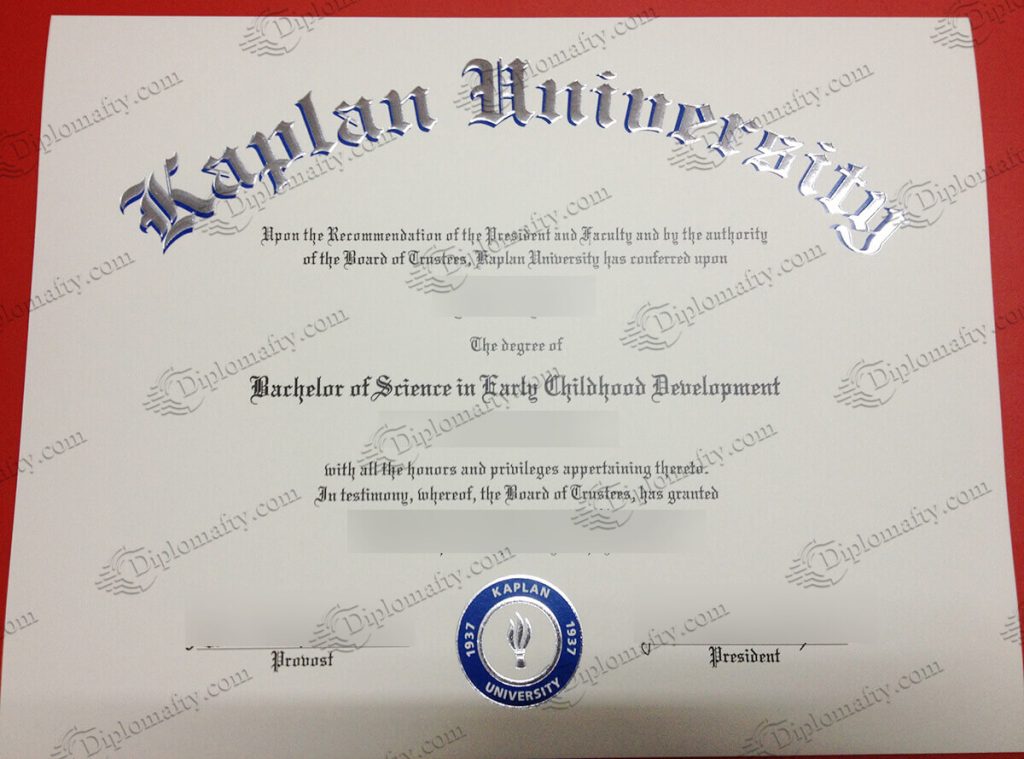 Kaplan University
Upon the Recommendation of the President and Faculty and by the authority
of the Board of Trustees, Kaplan University has conferred upon
The degree of
Bachelor of Science in Early Childhood Development
with all the honors and privileges appertaining thereto.
In testimony, whereof, the Board of Trustees, has granted
KAPLAN
1937
1937
UNIVERSITY
Provost
President
Diplomafty.com